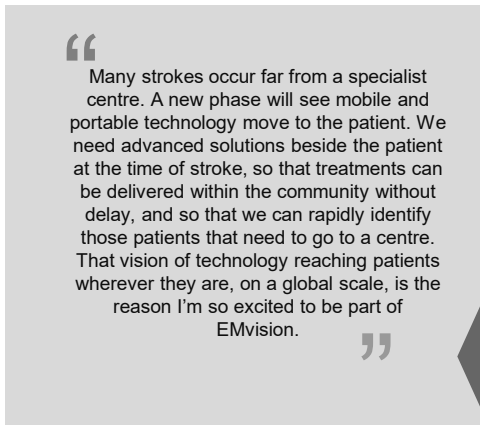 “
Many strokes occur far from a specialist
centre. A new phase will see mobile and
portable technology move to the patient. We
need advanced solutions beside the patient
at the time of stroke, so that treatments can
be delivered within the community without
delay, and so that we can rapidly identify
those patients that need to go to a centre.
That vision of technology reaching patients
wherever they are, on a global scale, is the
reason I’m so excited to be part of
EMvision.
”